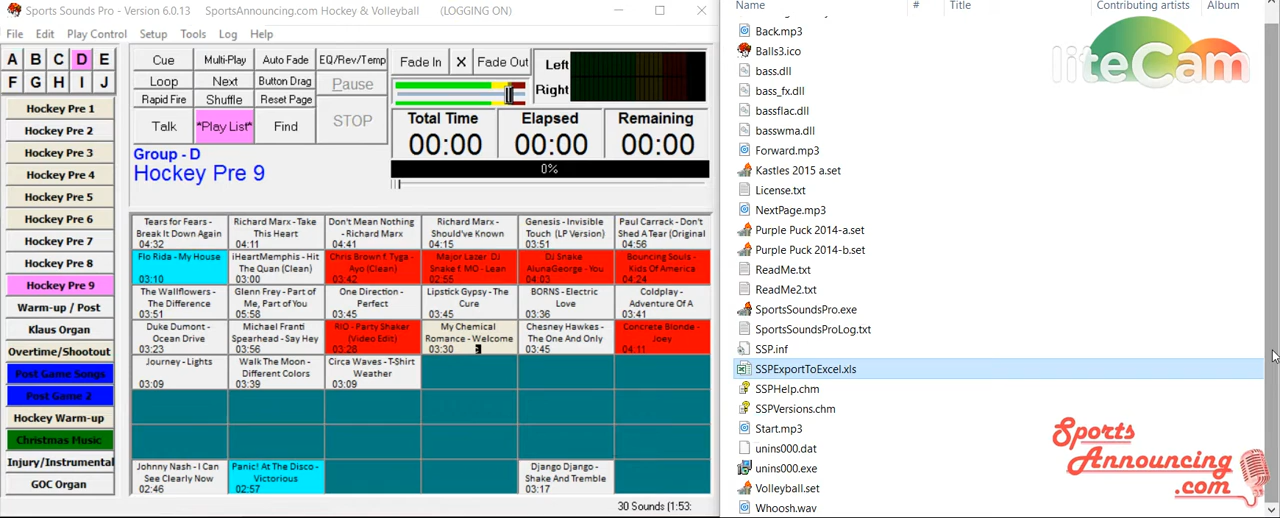 Sports Sounds Pro - Version 6.0.13 SportsAnnouncing.com Hockey & Volleyball (LOGGING ON)
File Edit Play Control Setup Tools Log Help
A B C D E
F G H I J
Hockey Pre 1
Hockey Pre 2
Hockey Pre 3
Hockey Pre 4
Hockey Pre 5
Hockey Pre 6
Hockey Pre 7
Hockey Pre 8
Hockey Pre 9
Warm-up / Post
Klaus Organ
Overtime/Shootout
Post Game Songs
Post Game 2
Hockey Warm-up
Christmas Music
Injury/Instrumental
GOC Organ
Cue Multi-Play Auto Fade EQ/Rev/Temp
Loop Next Button Drag Pause
Rapid Fire Shuffle Reset Page
Talk *Play List* Find STOP
Group - D
Hockey Pre 9
Fade In X Fade Out
Left
Right
Total Time Elapsed Remaining
00:00 00:00 00:00
0%
Tears for Fears -
Break It Down Again
04:32
Richard Marx - Take
This Heart
04:11
Don't Mean Nothing
- Richard Marx
04:41
Richard Marx -
Should've Known
04:15
Genesis - Invisible
Touch (LP Version)
03:51
Paul Carrack - Don't
Shed A Tear (Original
04:56
Flo Rida - My House
03:10
iHeartMemphis - Hit
The Quan (Clean)
03:00
Chris Brown f. Tyga -
Ayo (Clean)
03:42
Major Lazer DJ
Snake f. MO - Lean
02:55
DJ Snake
AlunaGeorge - You
04:03
Bouncing Souls -
Kids Of America
04:24
The Wallflowers -
The Difference
03:51
Glenn Frey - Part of
Me, Part of You
05:58
One Direction -
Perfect
03:45
Lipstick Gypsy - The
Cure
03:45
BORNS - Electric
Love
03:36
Coldplay -
Adventure Of A
03:41
Duke Dumont -
Ocean Drive
03:23
Michael Franti
Spearhead - Say Hey
03:56
RIO - Party Shaker
(Video Edit)
03:28
My Chemical
Romance - Welcome
03:30
Chesney Hawkes -
The One And Only
03:45
Concrete Blonde -
Joey
04:11
Journey - Lights
03:09
Walk The Moon -
Different Colors
03:39
Circa Waves - T-Shirt
Weather
03:09
Johnny Nash - I Can
See Clearly Now
02:46
Panic! At The Disco -
Victorious
02:57
Django Django -
Shake And Tremble
03:17
30 Sounds (1:53:
Name # Title Contributing artists Album
Back.mp3
Balls3.ico
bass.dll
bass_fx.dll
bassflac.dll
basswma.dll
Forward.mp3
Kastles 2015 a.set
License.txt
NextPage.mp3
Purple Puck 2014-a.set
Purple Puck 2014-b.set
ReadMe.txt
ReadMe2.txt
SportsSoundsPro.exe
SportsSoundsProLog.txt
SSP.inf
SSPExportToExcel.xls
SSPHelp.chm
SSPVersions.chm
Start.mp3
unins000.dat
unins000.exe
Volleyball.set
Whoosh.wav
liteCam
Sports
Announcing
.com